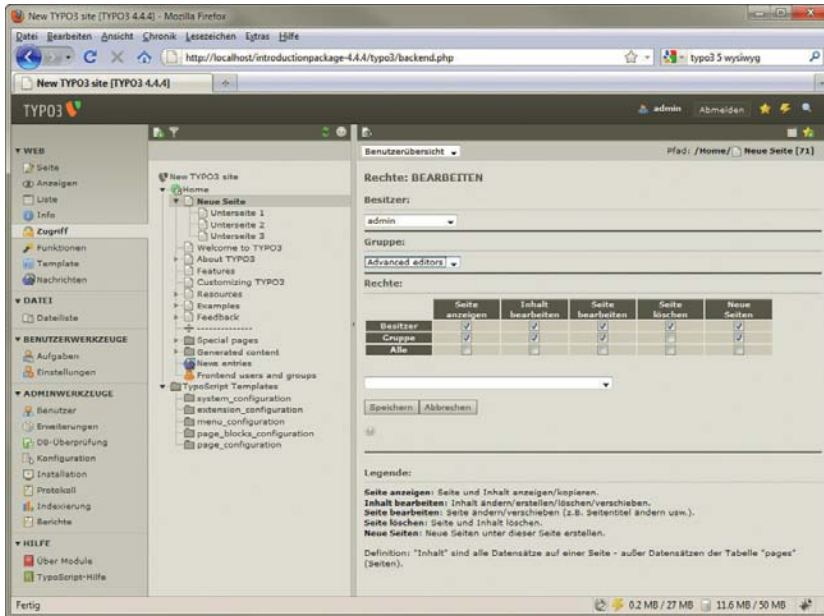 New TYPO3 site [TYPO3 4.4.4] - Mozilla Firefox
Datei Bearbeiten Ansicht Chronik Lesezeichen Extras Hilfe
http://localhost/introductionpackage-4.4.4/typo3/backend.php
typo3 5 wysiwyg
New TYPO3 site [TYPO3 4.4.4]
TYPO3
admin
Abmelden
WEB
Seite
Anzeigen
Liste
Info
Zugriff
Funktionen
Template
Nachrichten
DATEI
Dateiliste
BENUTZERWERKZEUGE
Aufgaben
Einstellungen
ADMINWERKZEUGE
Benutzer
Erweiterungen
DB-Überprüfung
Konfiguration
Installation
Protokoll
Indexierung
Berichte
HILFE
Über Module
TypoScript-Hilfe
New TYPO3 site
Home
Neue Seite
Unterseite 1
Unterseite 2
Unterseite 3
Welcome to TYPO3
About TYPO3
Features
Customizing TYPO3
Resources
Examples
Feedback
--------------
Special pages
Generated content
News entries
Frontend users and groups
TypoScript Templates
system_configuration
extension_configuration
menu_configuration
page_blocks_configuration
page_configuration
Benutzerübersicht
Pfad: /Home/ Neue Seite [71]
Rechte: BEARBEITEN
Besitzer:
admin
Gruppe:
Advanced editors
Rechte:
Seite anzeigen Inhalt bearbeiten Seite bearbeiten Seite löschen Neue Seiten
Besitzer
Gruppe
Alle
Speichern Abbrechen
Legende:
Seite anzeigen: Seite und Inhalt anzeigen/kopieren.
Inhalt bearbeiten: Inhalt ändern/erstellen/löschen/verschieben.
Seite bearbeiten: Seite ändern/verschieben (z.B. Seitentitel ändern usw.).
Seite löschen: Seite und Inhalt löschen.
Neue Seiten: Neue Seiten unter dieser Seite erstellen.
Definition: "Inhalt" sind alle Datensätze auf einer Seite - außer Datensätzen der Tabelle "pages"
(Seiten).
Fertig
0.2 MB / 27 MB
11.6 MB / 50 MB